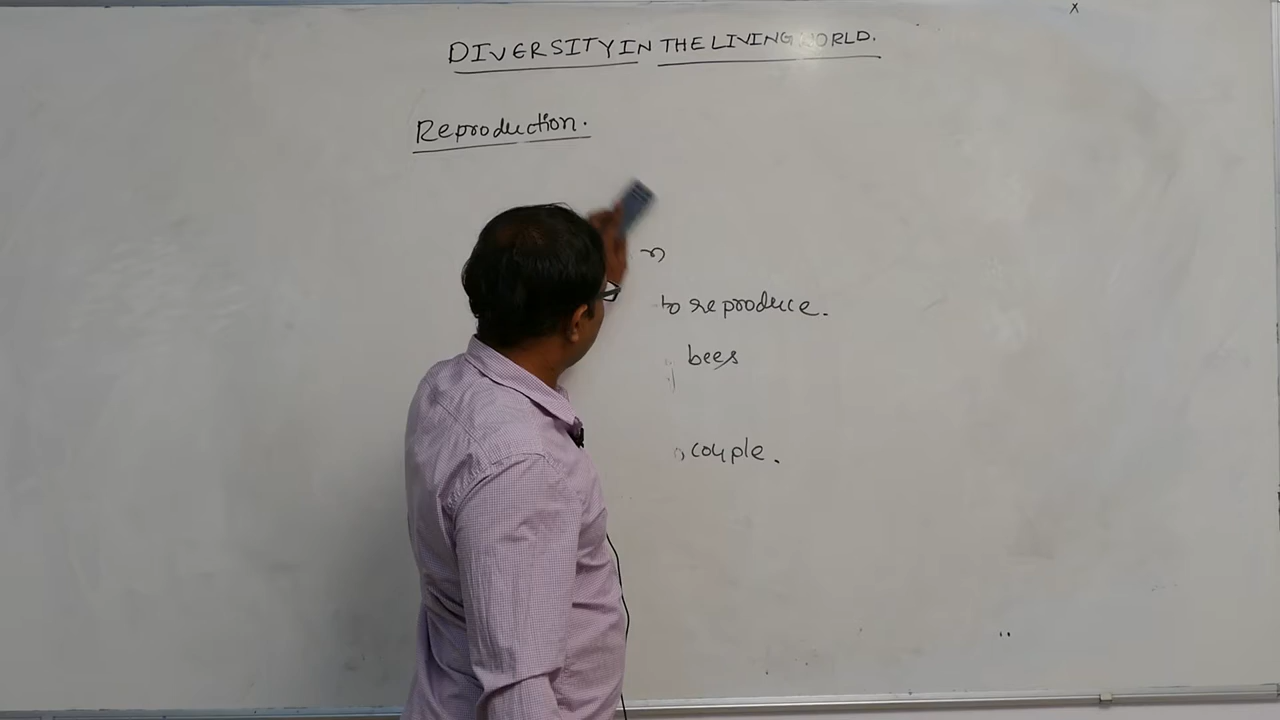 DIVERSITY IN THE LIVING WORLD.
Reproduction.
to reproduce.
bees
couple.